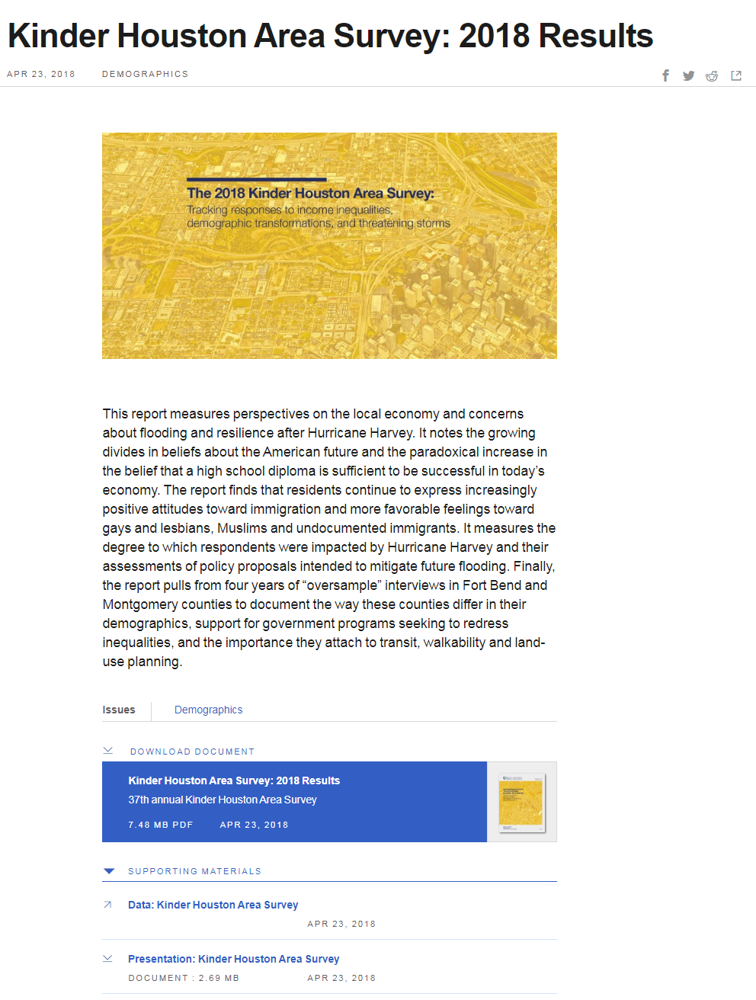 Kinder Houston Area Survey: 2018 Results
APR 23, 2018 DEMOGRAPHICS
The 2018 Kinder Houston Area Survey:
Tracking responses to income inequalities,
demographic transformations, and threatening storms
This report measures perspectives on the local economy and concerns
about flooding and resilience after Hurricane Harvey. It notes the growing
divides in beliefs about the American future and the paradoxical increase in
the belief that a high school diploma is sufficient to be successful in today’s
economy. The report finds that residents continue to express increasingly
positive attitudes toward immigration and more favorable feelings toward
gays and lesbians, Muslims and undocumented immigrants. It measures the
degree to which respondents were impacted by Hurricane Harvey and their
assessments of policy proposals intended to mitigate future flooding. Finally,
the report pulls from four years of “oversample” interviews in Fort Bend and
Montgomery counties to document the way these counties differ in their
demographics, support for government programs seeking to redress
inequalities, and the importance they attach to transit, walkability and land-
use planning.
Issues Demographics
DOWNLOAD DOCUMENT
Kinder Houston Area Survey: 2018 Results
37th annual Kinder Houston Area Survey
7.48 MB PDF APR 23, 2018
SUPPORTING MATERIALS
Data: Kinder Houston Area Survey
APR 23, 2018
Presentation: Kinder Houston Area Survey
DOCUMENT : 2.69 MB APR 23, 2018